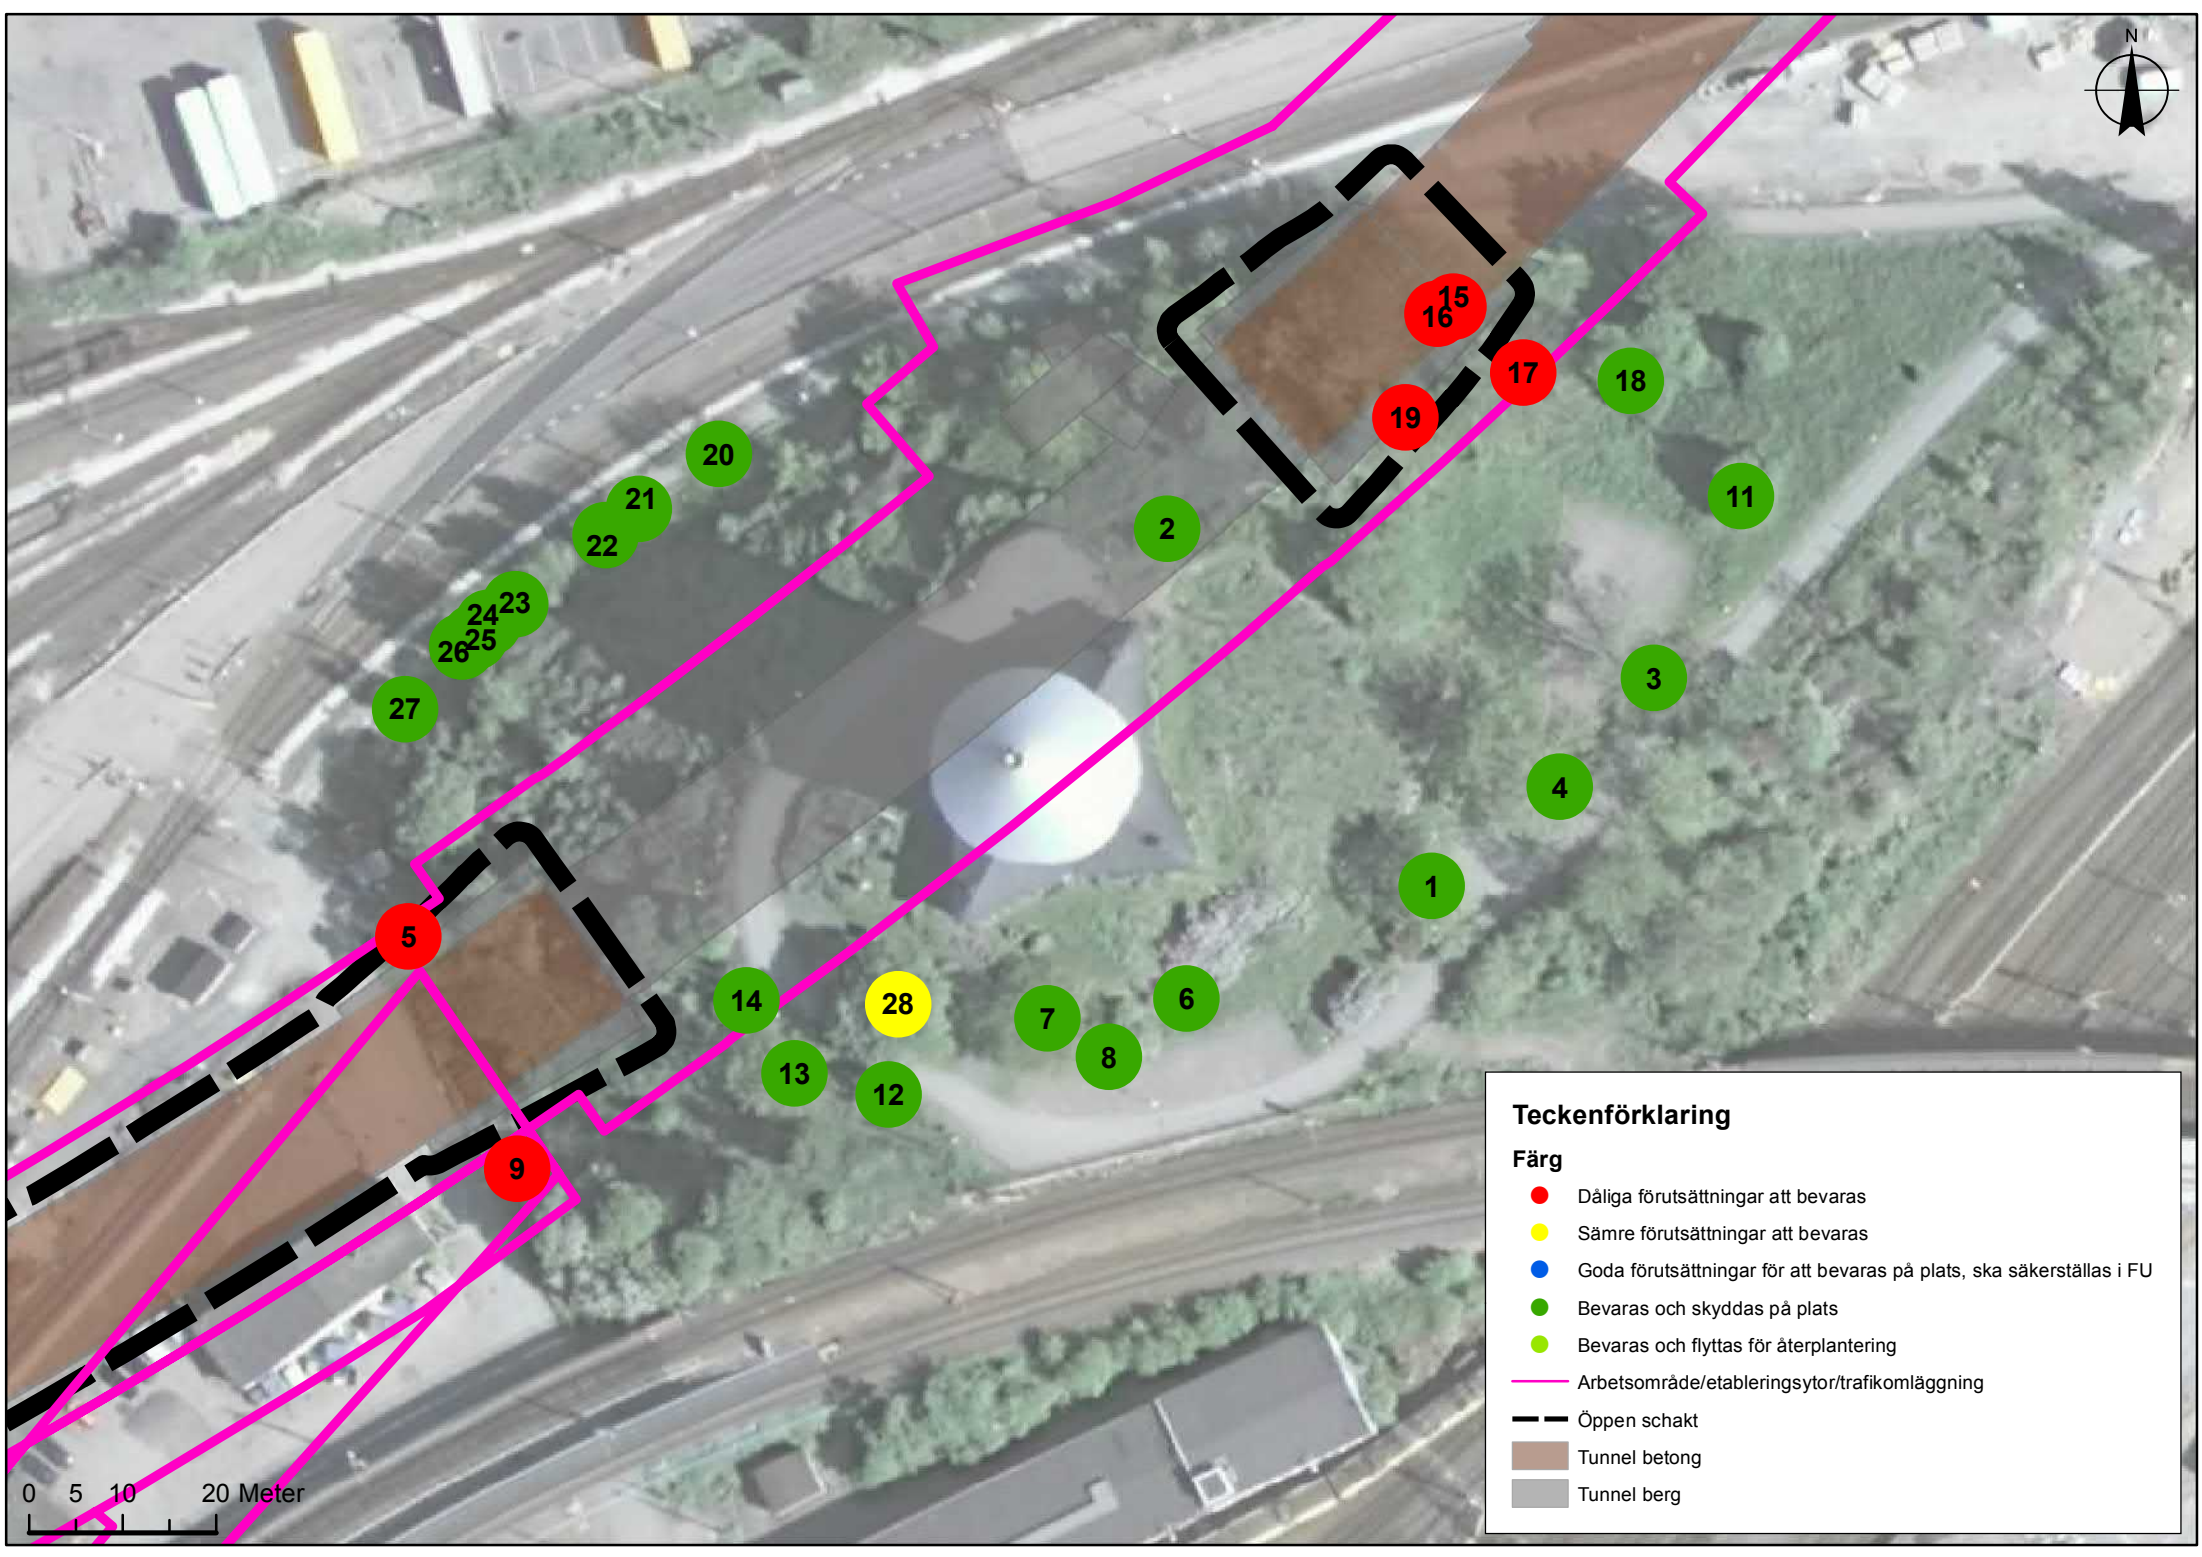 N
15
16
17
18
19
20
11
21
2
22
23
24
25
26
3
27
4
1
5
14
28
7
6
8
13
12
9
Teckenförklaring
Färg
Dåliga förutsättningar att bevaras
Sämre förutsättningar att bevaras
Goda förutsättningar för att bevaras på plats, ska säkerställas i FU
Bevaras och skyddas på plats
Bevaras och flyttas för återplantering
Arbetsområde/etableringsytor/trafikomläggning
Öppen schakt
Tunnel betong
Tunnel berg
0 5 10 20 Meter